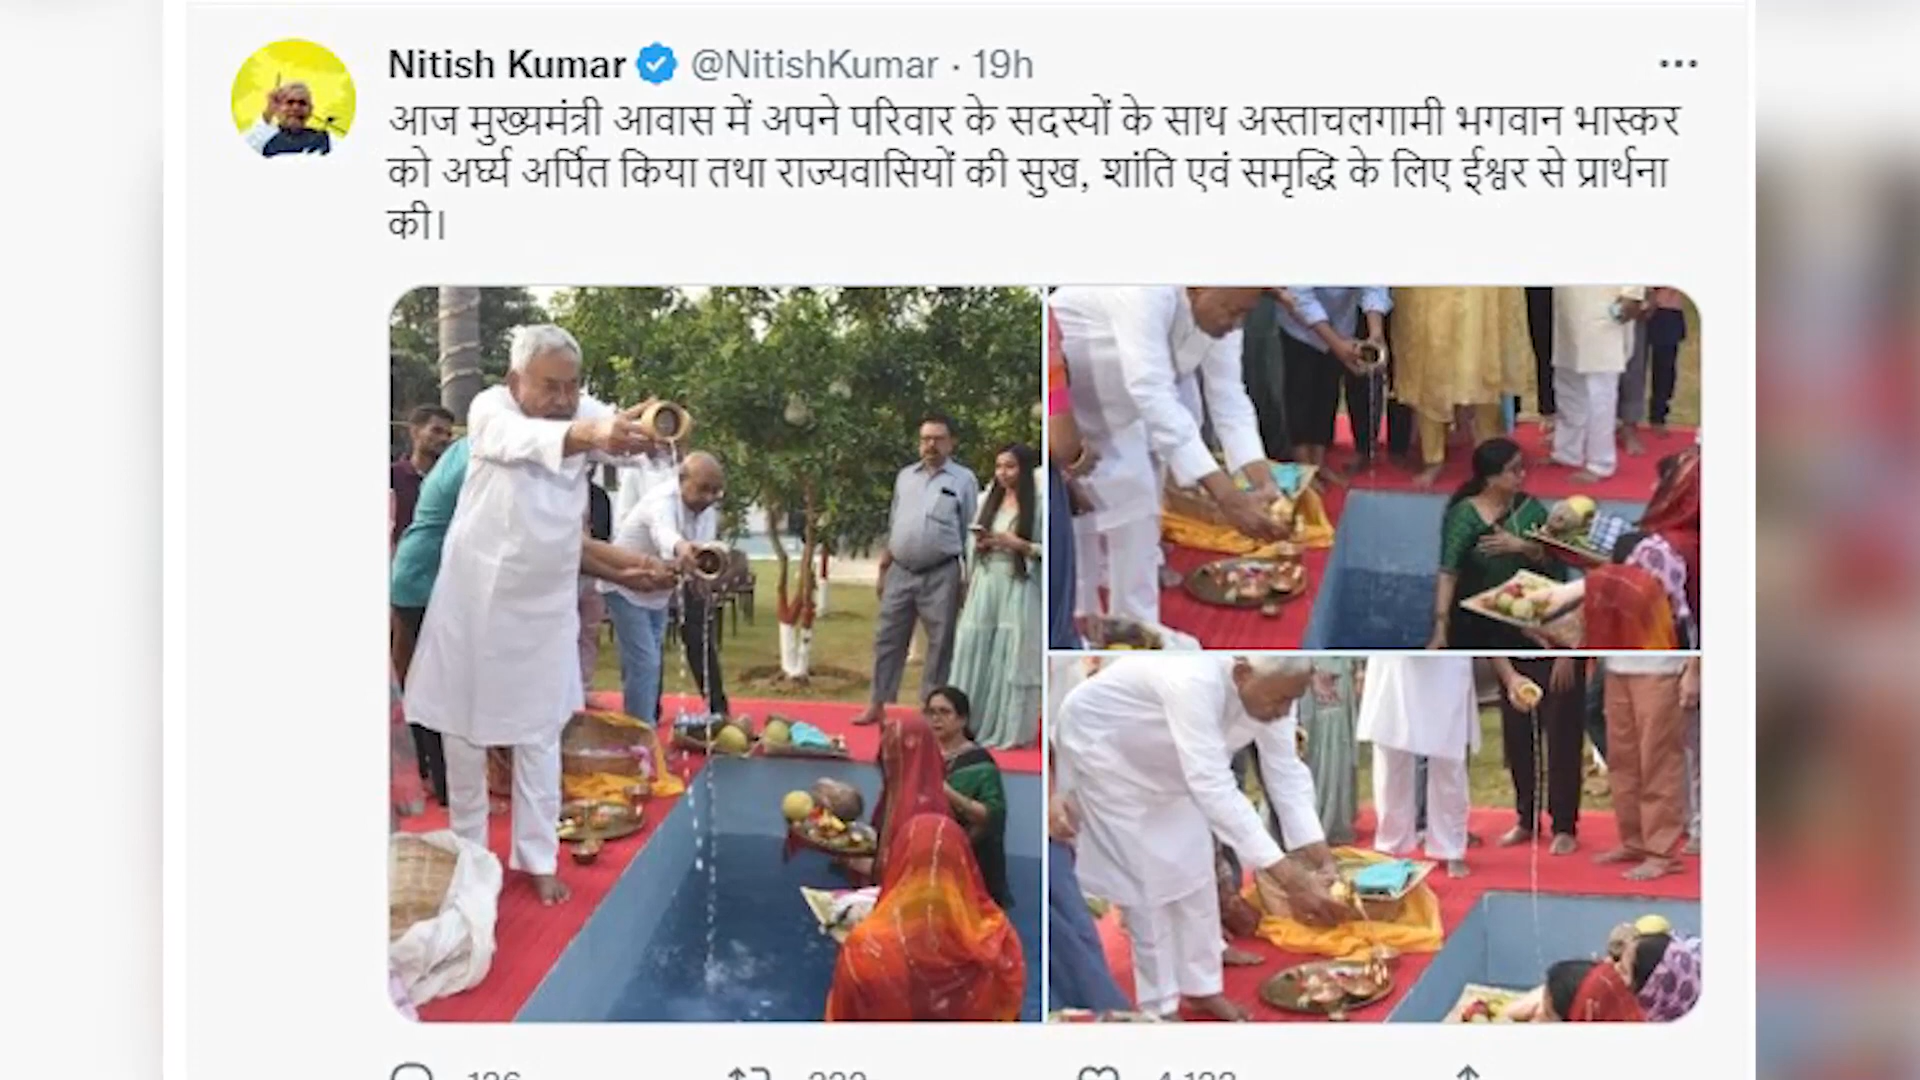 Nitish Kumar @NitishKumar · 19h
आज मुख्यमंत्री आवास में अपने परिवार के सदस्यों के साथ अस्ताचलगामी भगवान भास्कर
को अर्घ्य अर्पित किया तथा राज्यवासियों की सुख, शांति एवं समृद्धि के लिए ईश्वर से प्रार्थना
की।